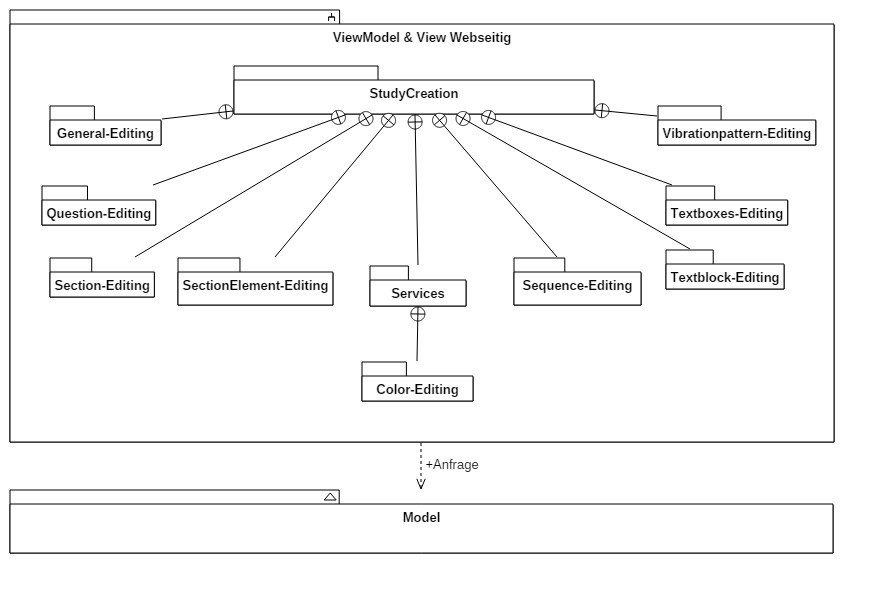 ViewModel & View Webseitig
StudyCreation
General-Editing
Vibrationpattern-Editing
Question-Editing
Textboxes-Editing
Section-Editing
SectionElement-Editing
Services
Sequence-Editing
Textblock-Editing
Color-Editing
+Anfrage
Model